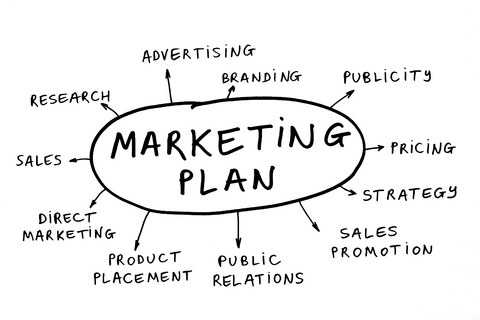 ADVERTISING
BRANDING
PUBLICITY
RESEARCH
MARKETING
PLAN
PRICING
SALES
STRATEGY
DIRECT
MARKETING
SALES
PROMOTION
PRODUCT
PLACEMENT
PUBLIC
RELATIONS